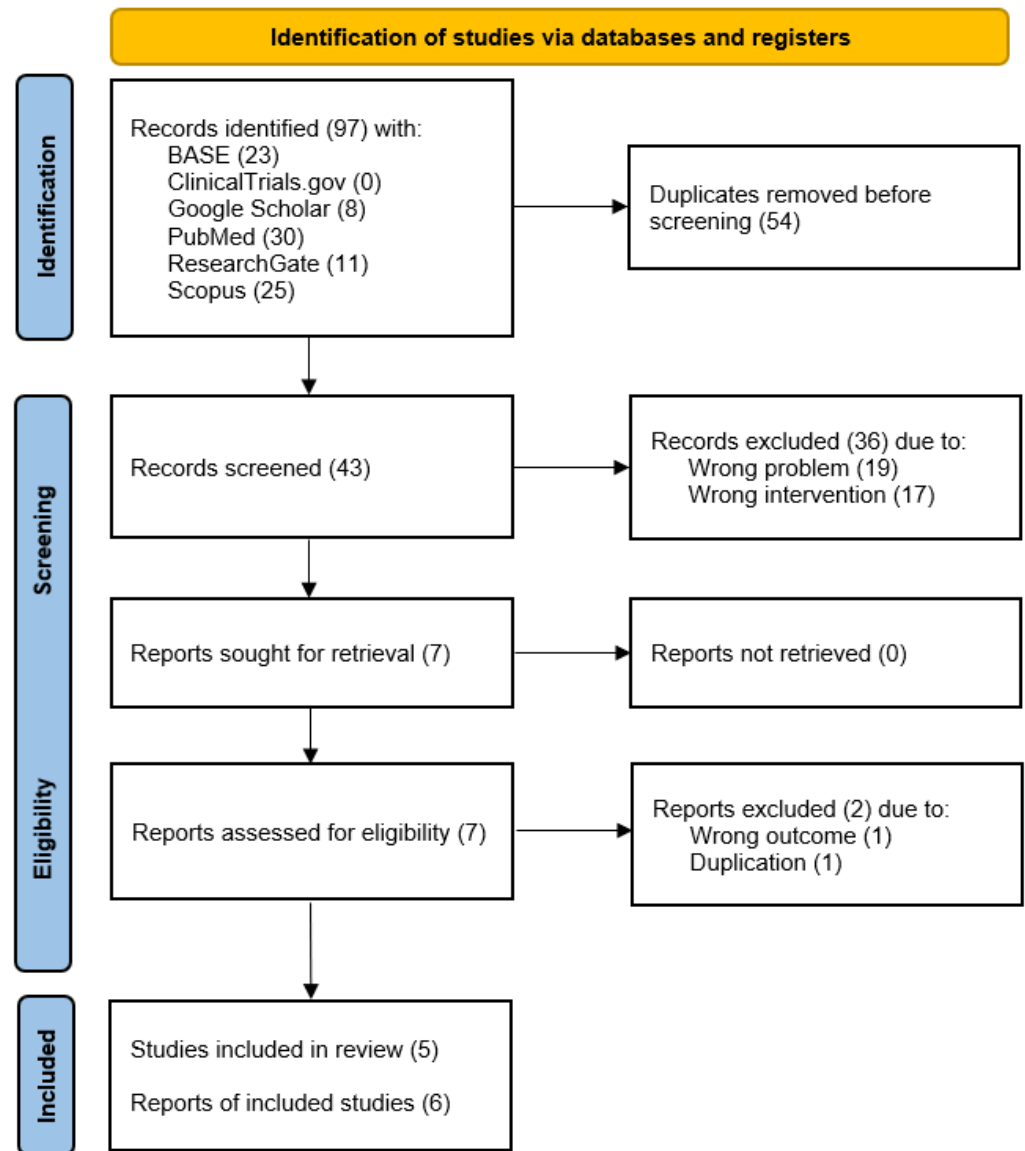 Identification of studies via databases and registers
Identification
Records identified (97) with:
BASE (23)
ClinicalTrials.gov (0)
Google Scholar (8)
PubMed (30)
ResearchGate (11)
Scopus (25)
Duplicates removed before
screening (54)
Screening
Records screened (43)
Records excluded (36) due to:
Wrong problem (19)
Wrong intervention (17)
Reports sought for retrieval (7)
Reports not retrieved (0)
Eligibility
Reports assessed for eligibility (7)
Reports excluded (2) due to:
Wrong outcome (1)
Duplication (1)
Included
Studies included in review (5)
Reports of included studies (6)